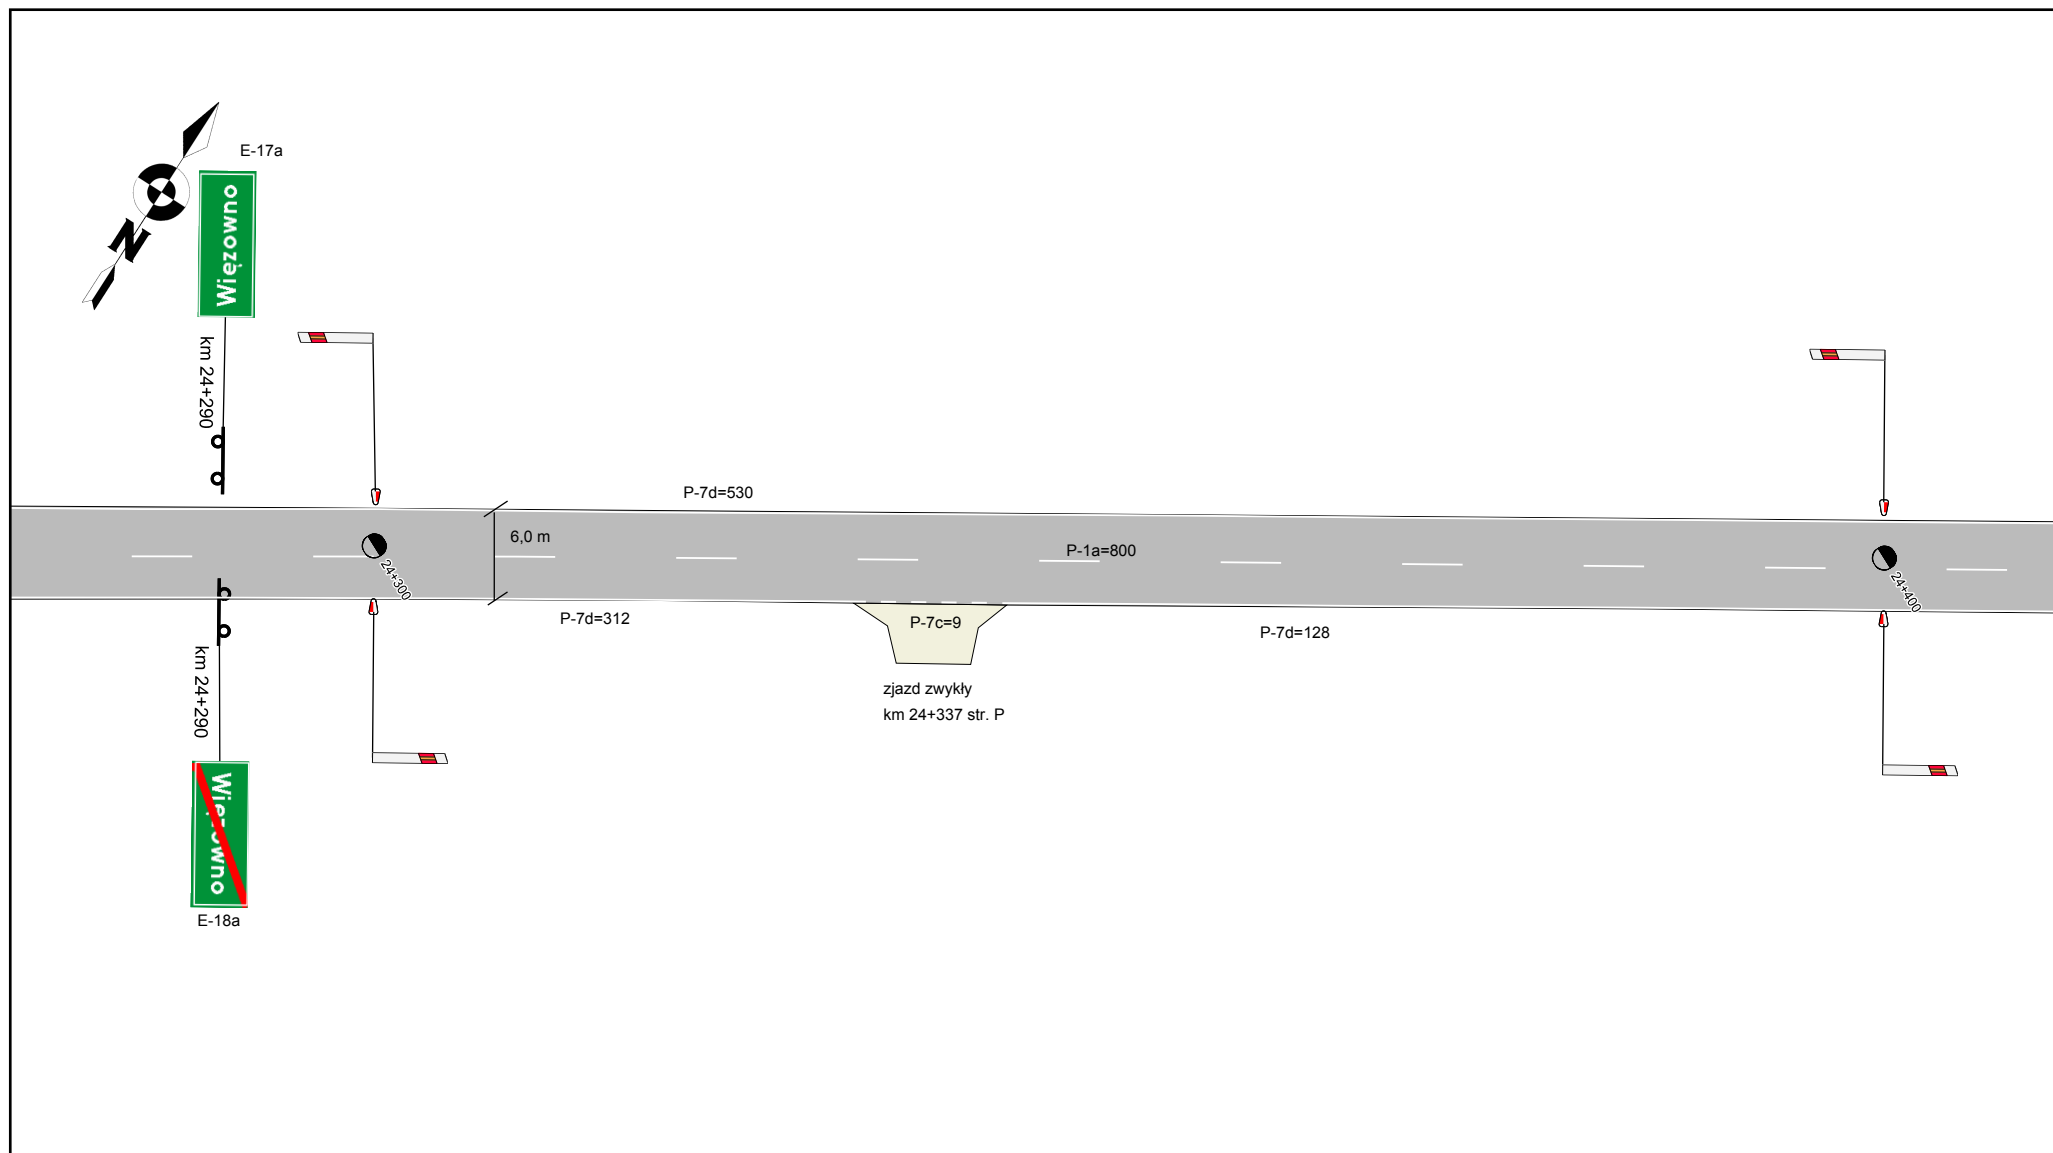 E-17a
Więzowno
N
km 24+290
P-7d=530
6,0 m
P-1a=800
24+300
24+400
P-7d=312
P-7c=9
P-7d=128
km 24+290
zjazd zwykły
km 24+337 str. P
Więzowno
E-18a